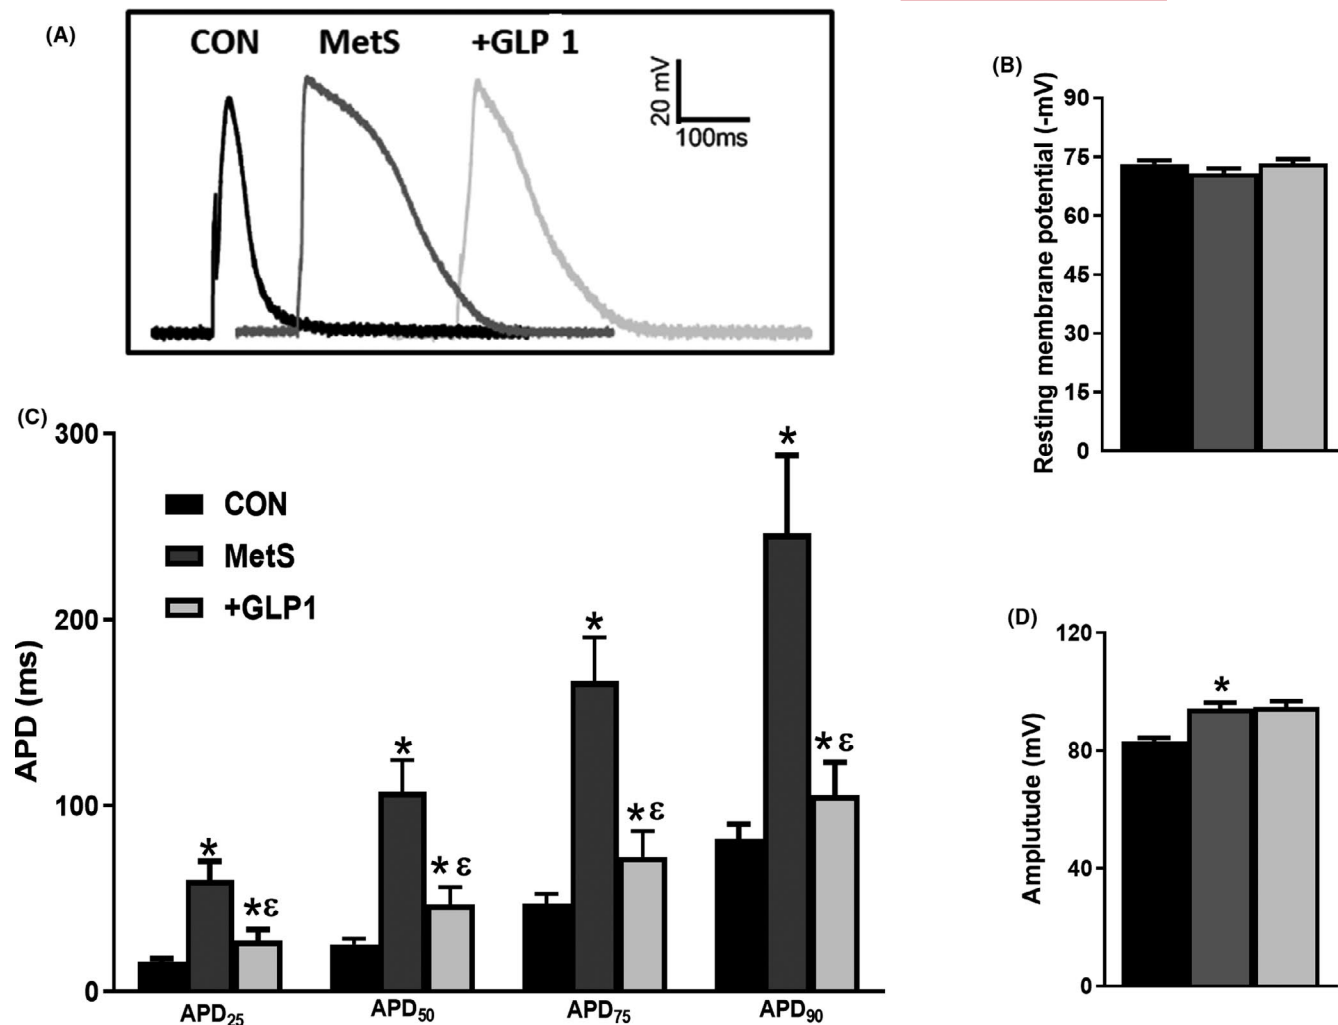 (A)
CON MetS +GLP 1
20 mV
100ms
(B)
Resting membrane potential (-mV)
90
75
60
45
30
15
0
(C)
APD (ms)
300
200
100
0
CON
MetS
+GLP1
*
*ε
*
*ε
*
*ε
*
*ε
APD25 APD50 APD75 APD90
(D)
Amplutude (mV)
120
80
40
0
*